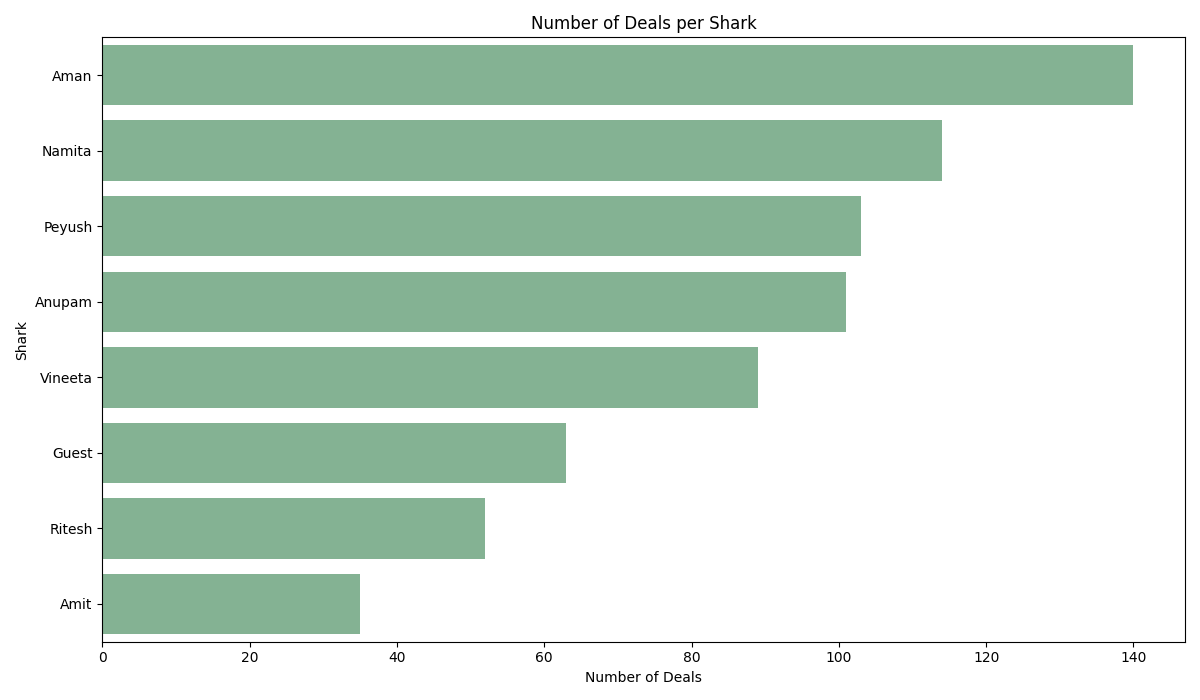 Number of Deals per Shark
Shark
Aman
Namita
Peyush
Anupam
Vineeta
Guest
Ritesh
Amit
0 20 40 60 80 100 120 140
Number of Deals